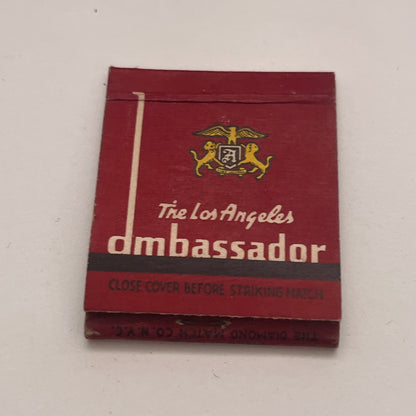 A
The Los Angeles
ambassador
CLOSE COVER BEFORE STRIKING MATCH
THE DIAMOND MATCH CO. N.Y.C.